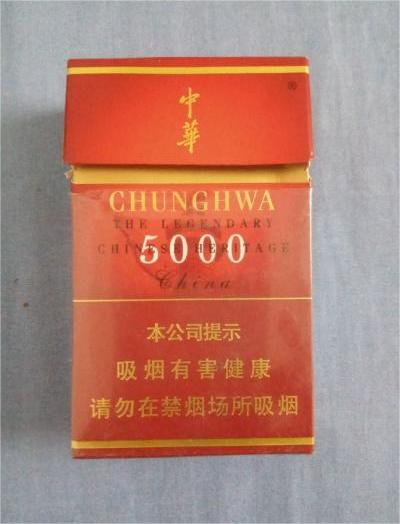 中
華
®
CHUNGHWA
THE LEGENDARY
CHINESE HERITAGE
5000
China
本公司提示
吸烟有害健康
请勿在禁烟场所吸烟